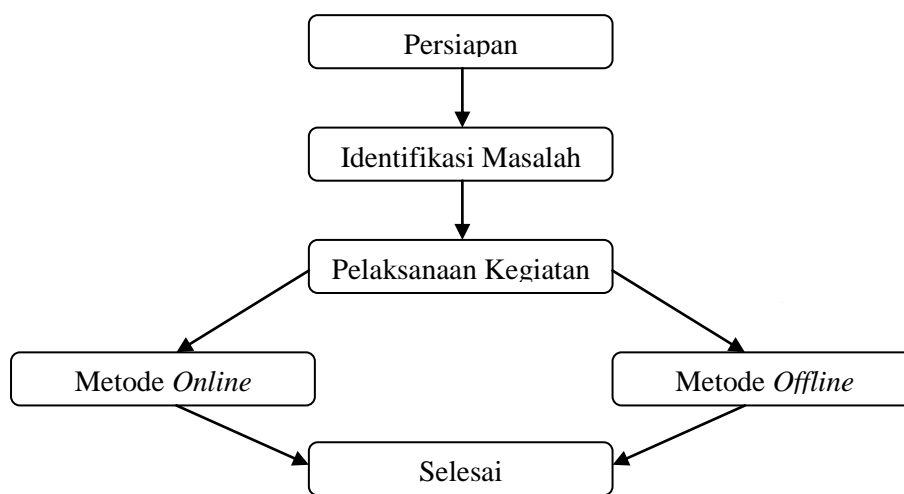 Persiapan
Identifikasi Masalah
Pelaksanaan Kegiatan
Metode Online
Metode Offline
Selesai